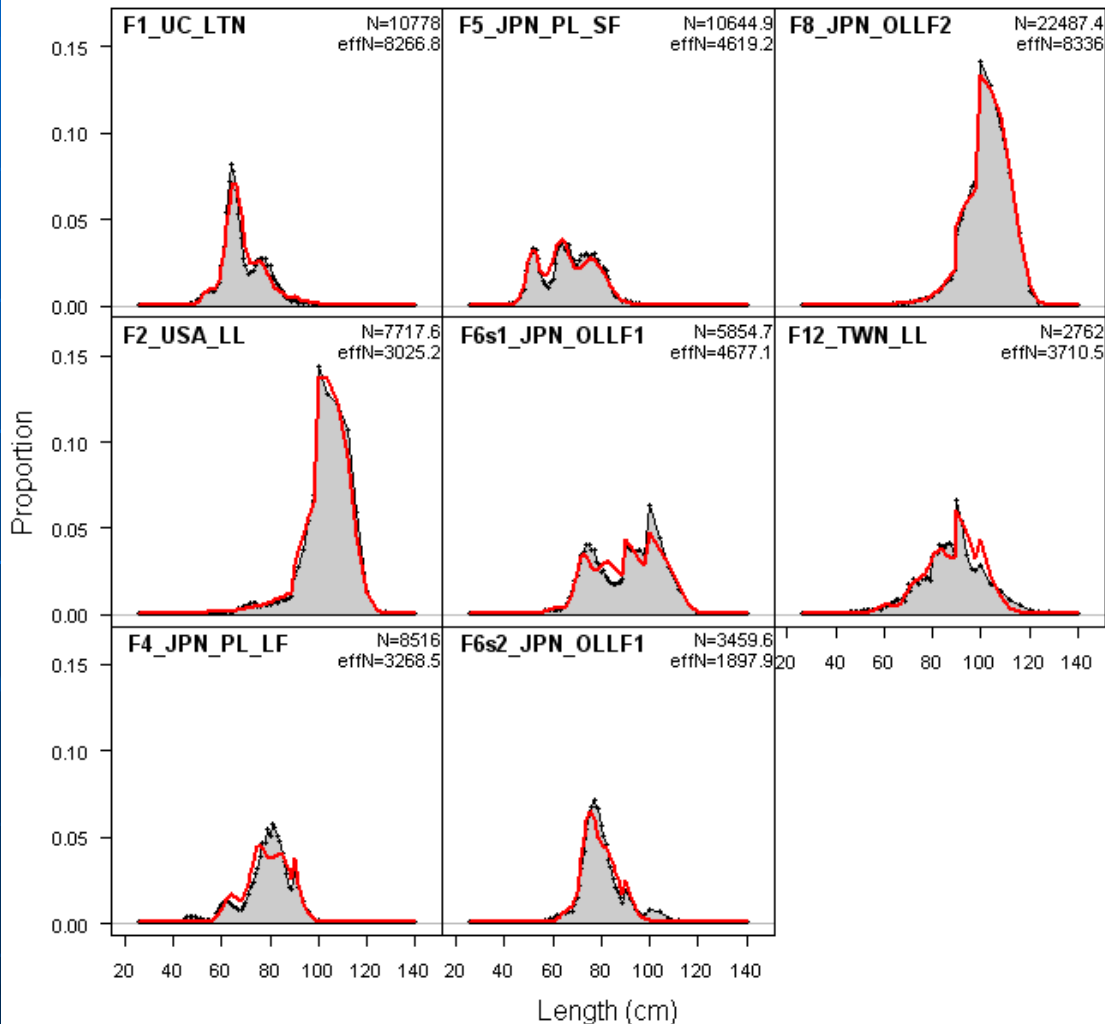 F1_UC_LTN
N=10778
effN=8266.8
F5_JPN_PL_SF
N=10644.9
effN=4619.2
F8_JPN_OLLF2
N=22487.4
effN=8336
0.15
0.10
0.05
0.00
F2_USA_LL
N=7717.6
effN=3025.2
F6s1_JPN_OLLF1
N=5854.7
effN=4677.1
F12_TWN_LL
N=2762
effN=3710.5
0.15
0.10
0.05
0.00
20 40 60 80 100 120 140
F4_JPN_PL_LF
N=8516
effN=3268.5
F6s2_JPN_OLLF1
N=3459.6
effN=1897.9
0.15
0.10
0.05
0.00
20 40 60 80 100 120 140
20 40 60 80 100 120 140
Proportion
Length (cm)